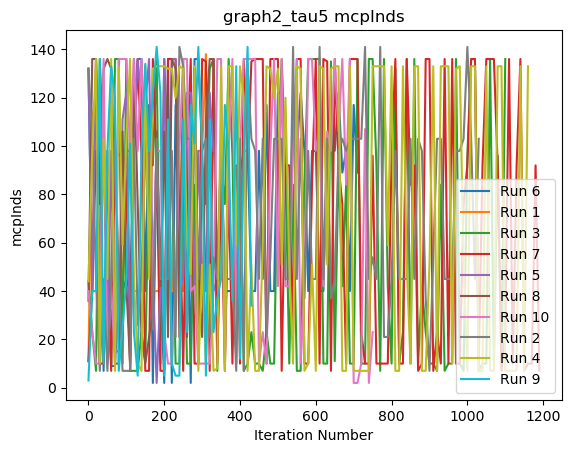 graph2_tau5 mcpInds
140
120
100
80
60
40
20
0
mcpInds
0
200
400
600
800
1000
1200
Iteration Number
Run 6
Run 1
Run 3
Run 7
Run 5
Run 8
Run 10
Run 2
Run 4
Run 9